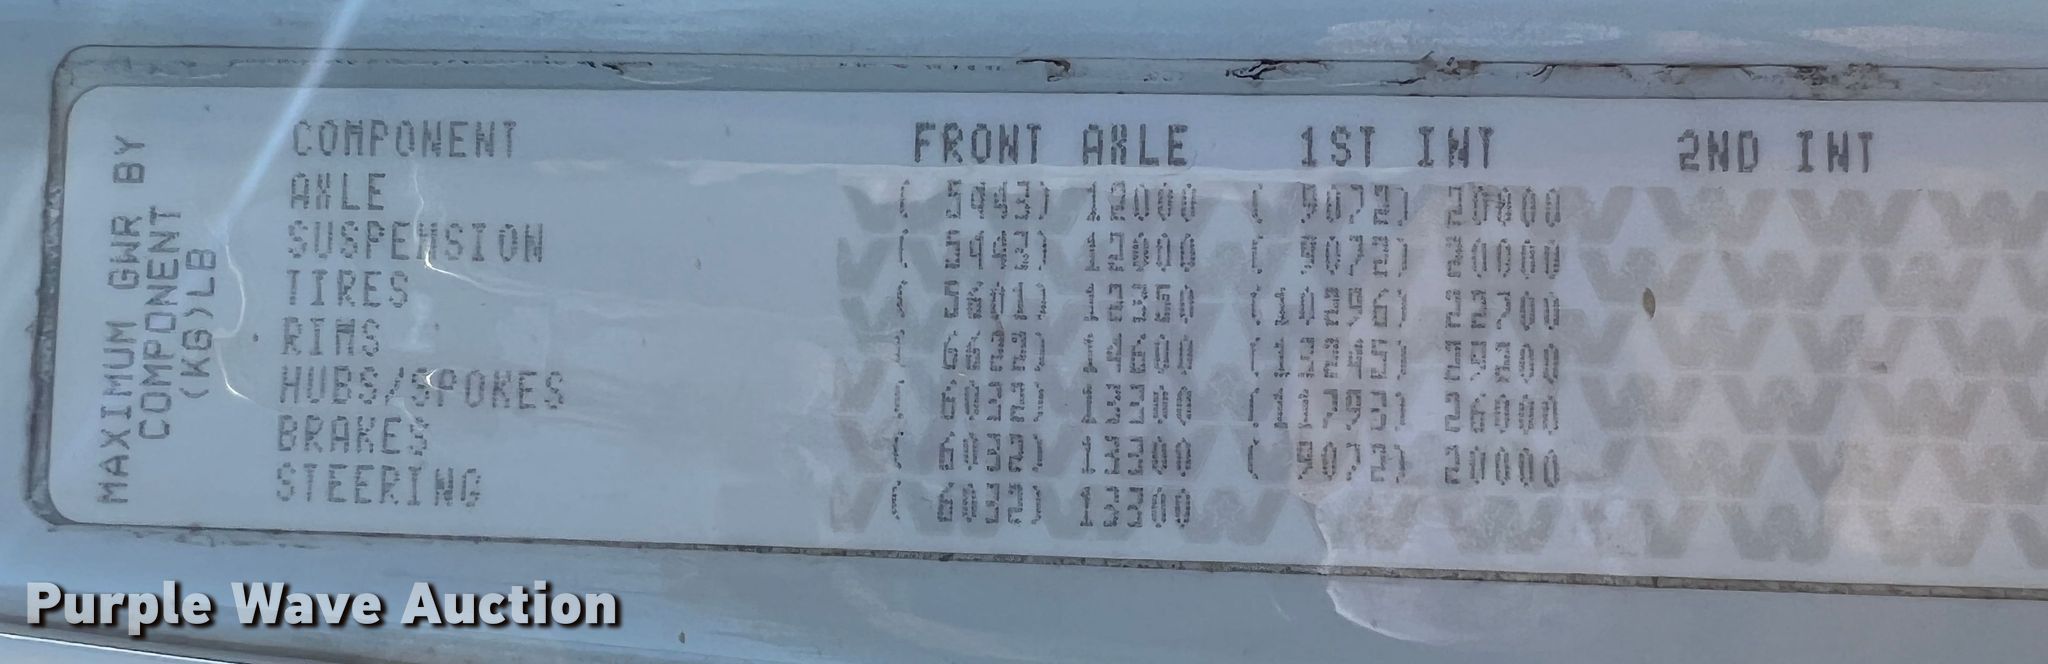 MAXIMUM GWR BY
COMPONENT
(KG)LB
COMPONENT FRONT AXLE 1ST INT 2ND INT
AXLE ( 5443) 12000 ( 9072) 20000
SUSPENSION ( 5443) 12000 ( 9072) 20000
TIRES 12350 (10296) 22700
RIMS ( 6622) 14600 (13245) 29200
HUBS/SPOKES ( 6032) 13300 (11793) 26000
BRAKES ( 6032) 13300 ( 9072) 20000
STEERING ( 6032) 13300
Purple Wave Auction